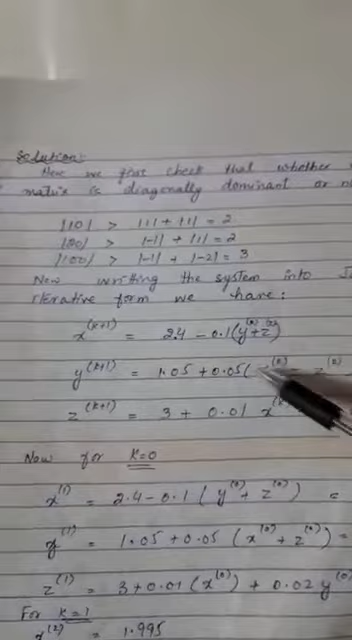 Solution:
Here we first check that whether
matrix is diagonally dominant or
|10| > |1| + |1| = 2
|20| > |-1| + |1| = 2
|100| > |-1| + |-2| = 3
Now writing the system into
iterative form we have:
x^(k+1) = 2.4 - 0.1(y^(k) + z^(k))
y^(k+1) = 1.05 + 0.05(
z^(k+1) = 3 + 0.01 x
Now for k=0
x^(1) = 2.4 - 0.1 ( y^(0) + z^(0) ) =
y^(1) = 1.05 + 0.05 ( x^(0) + z^(0) ) =
z^(1) = 3 + 0.01 ( x^(0) ) + 0.02 y^(0)
For k=1
x^(2) = 1.995